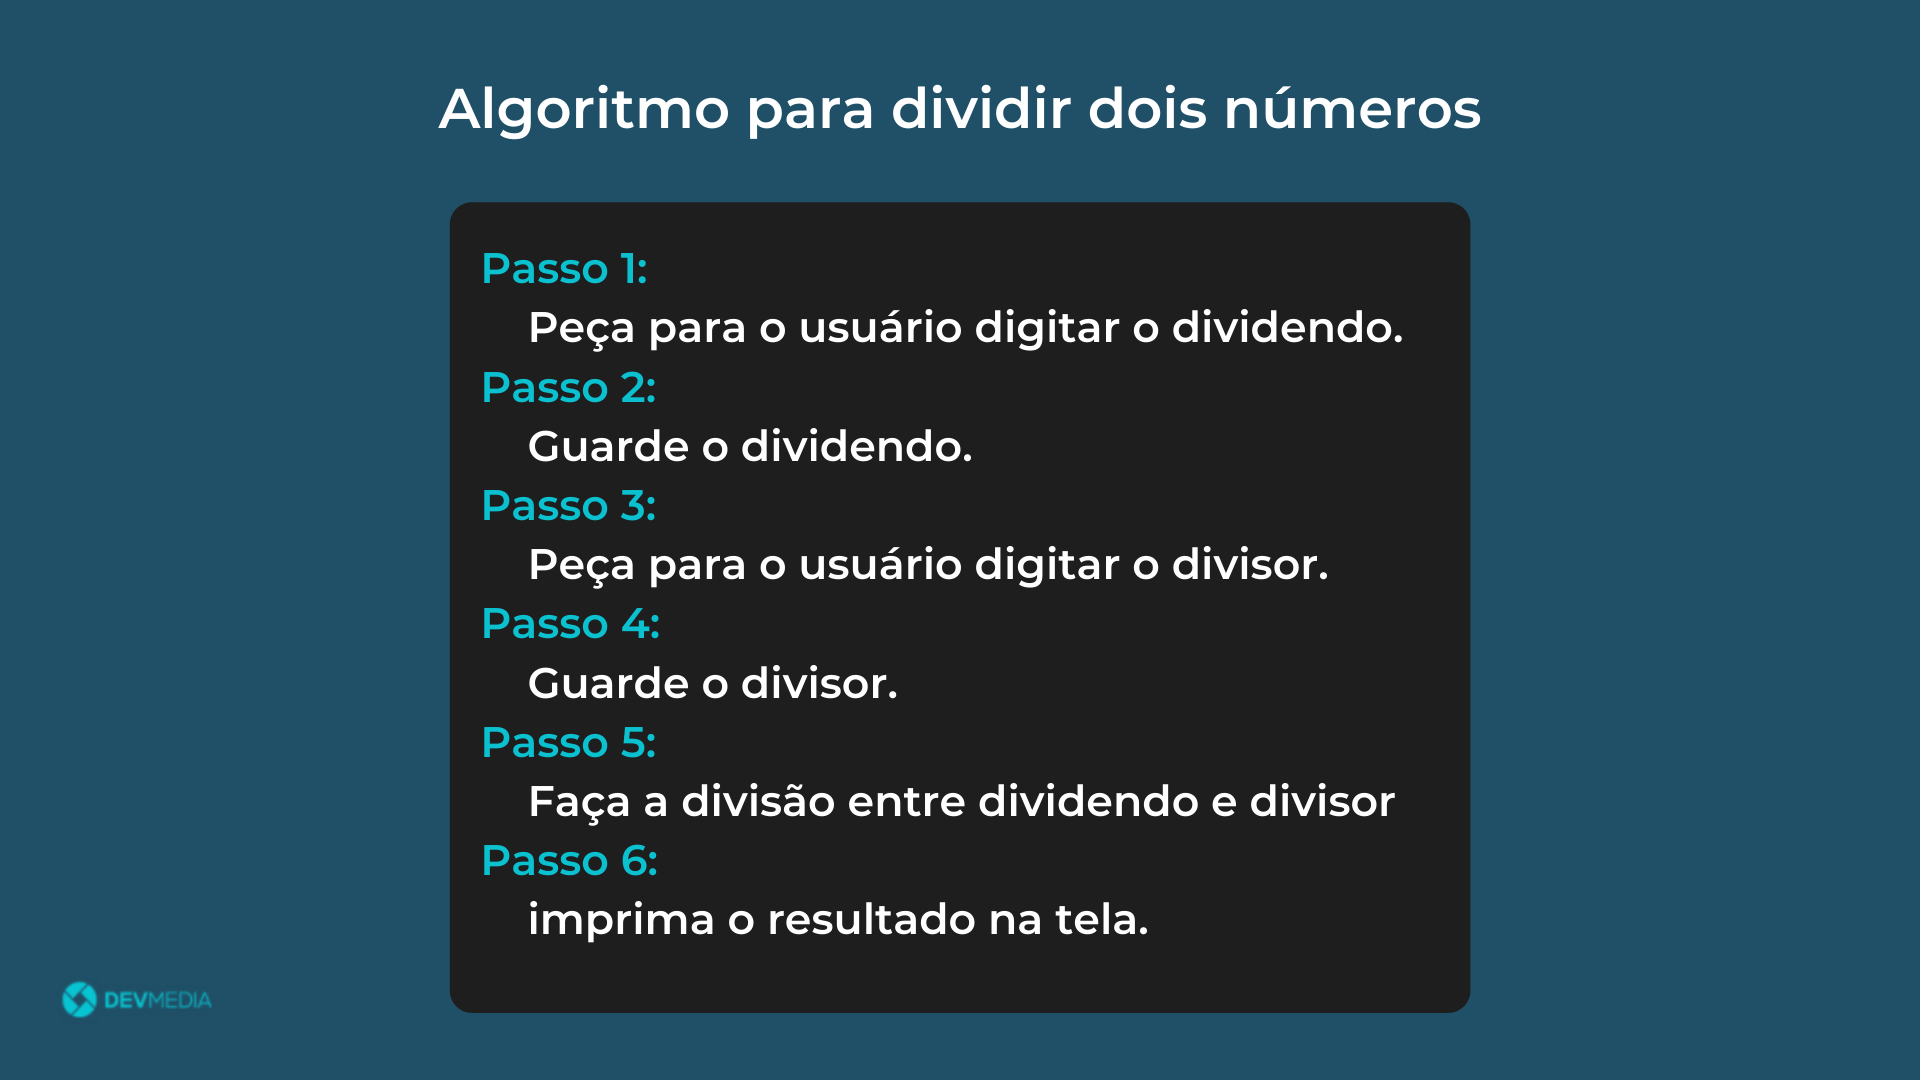 Algoritmo para dividir dois números
Passo 1:
Peça para o usuário digitar o dividendo.
Passo 2:
Guarde o dividendo.
Passo 3:
Peça para o usuário digitar o divisor.
Passo 4:
Guarde o divisor.
Passo 5:
Faça a divisão entre dividendo e divisor
Passo 6:
imprima o resultado na tela.
DEVMEDIA